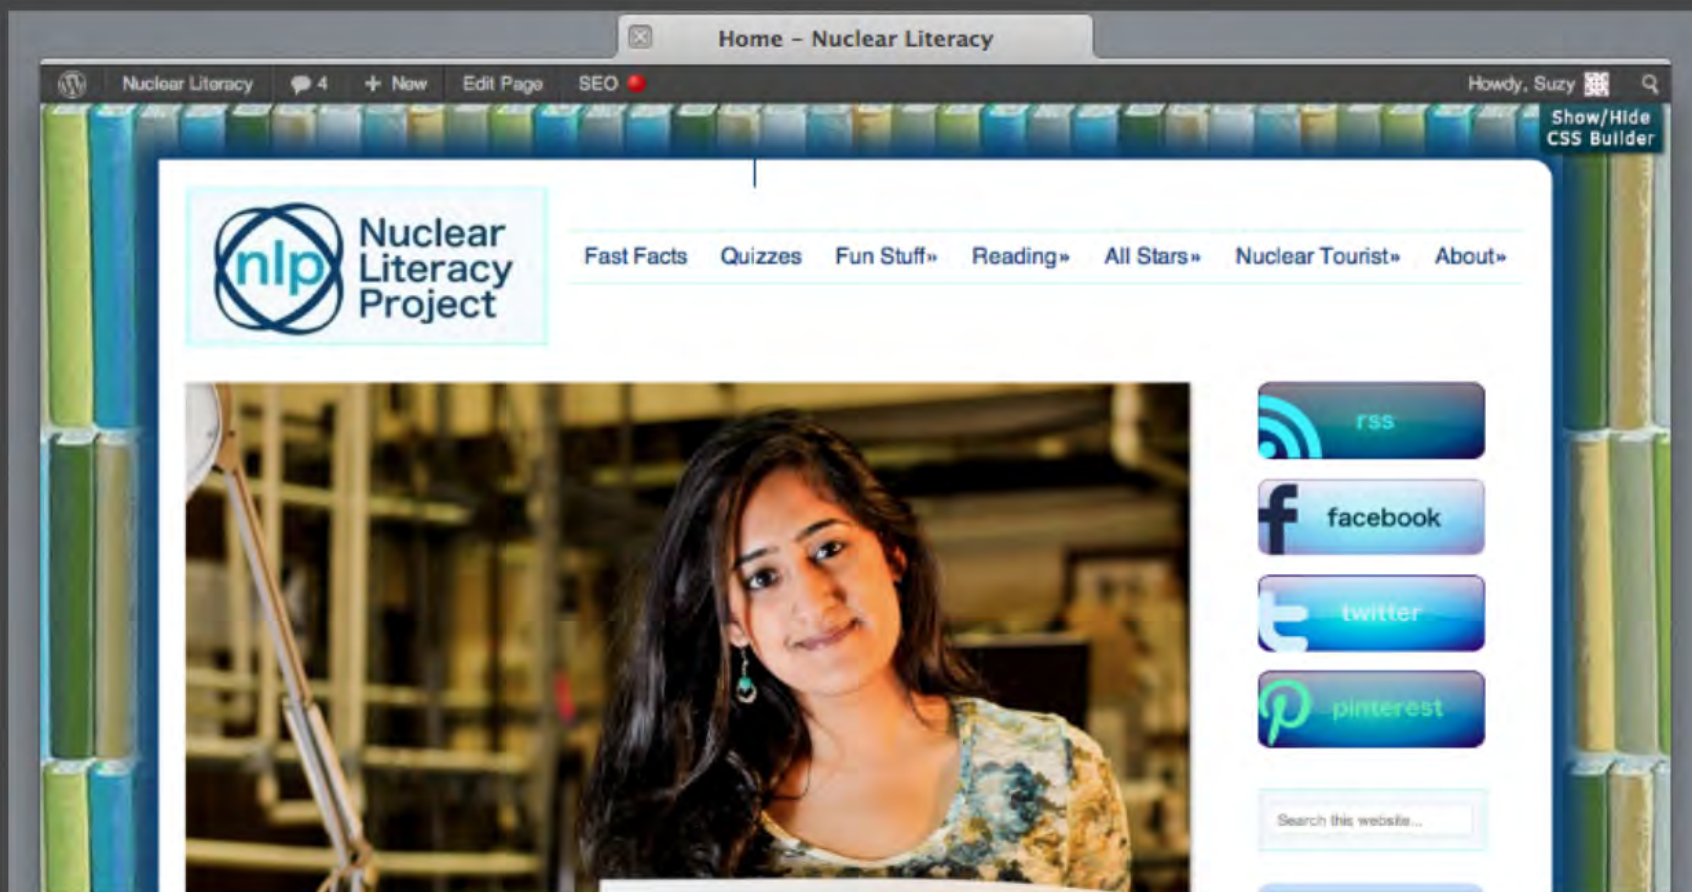 Home – Nuclear Literacy
Nuclear Literacy 4 + New Edit Page SEO Howdy, Suzy
Show/Hide
CSS Builder
nlp
Nuclear
Literacy
Project
Fast Facts Quizzes Fun Stuff» Reading» All Stars» Nuclear Tourist» About»
rss
facebook
twitter
pinterest
Search this website...